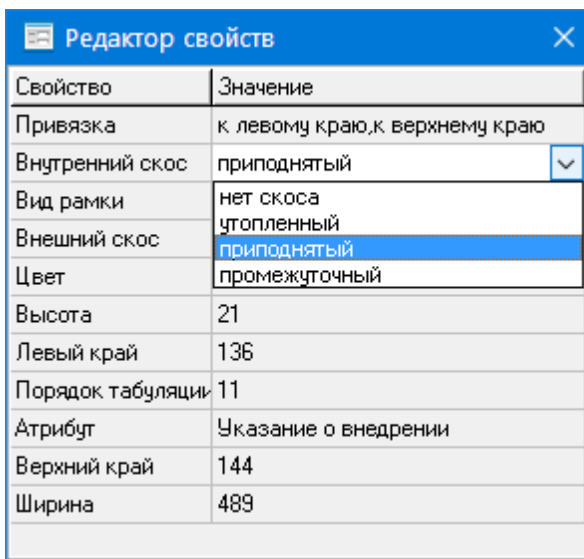 Редактор свойств
Свойство Значение
Привязка к левому краю,к верхнему краю
Внутренний скос приподнятый
Вид рамки нет скоса
утопленный
Внешний скос приподнятый
Цвет промежуточный
Высота 21
Левый край 136
Порядок табуляции 11
Атрибут Указание о внедрении
Верхний край 144
Ширина 489